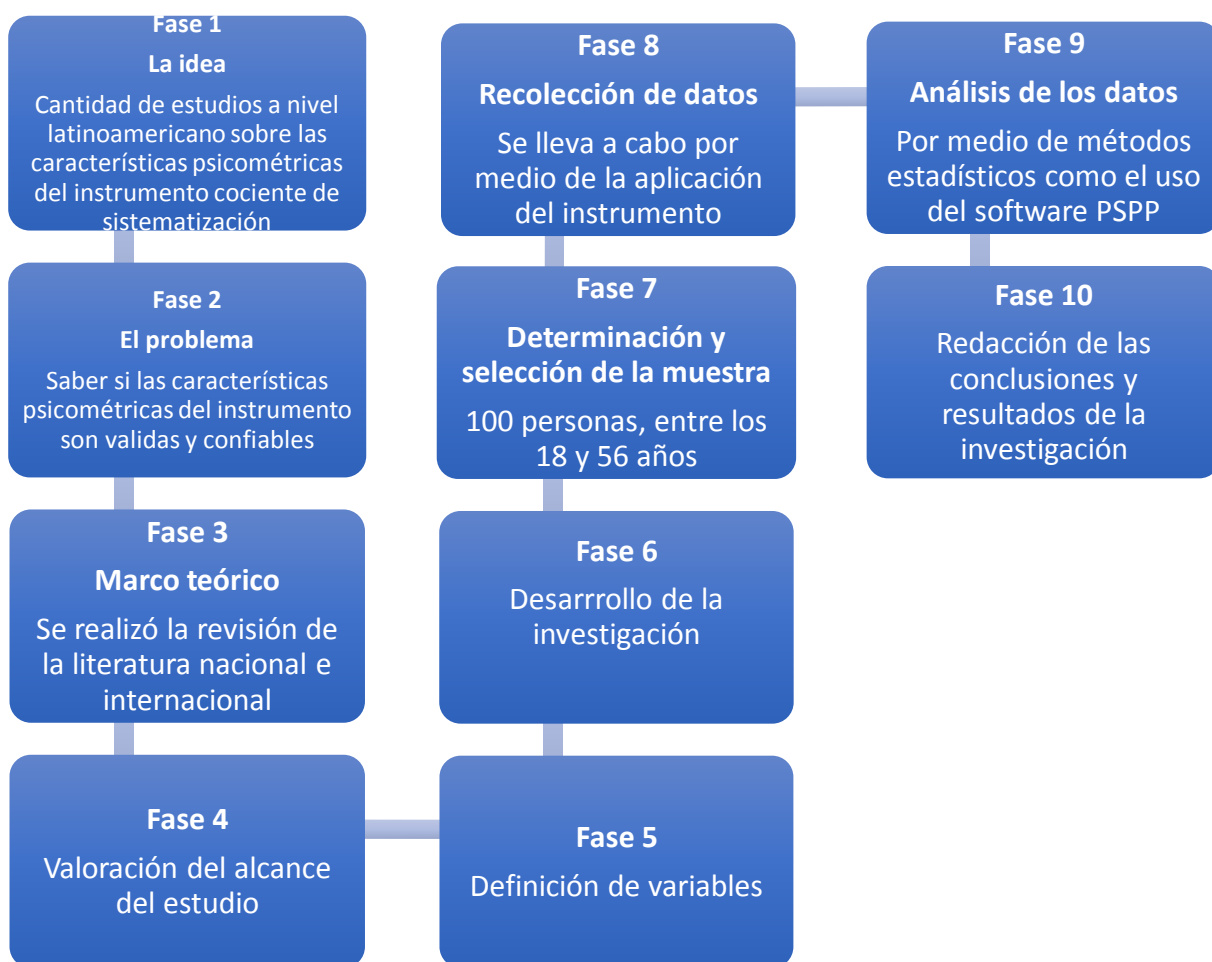 Fase 1
La idea
Cantidad de estudios a nivel
latinoamericano sobre las
características psicométricas
del instrumento cociente de
sistematización
Fase 2
El problema
Saber si las características
psicométricas del instrumento
son validas y confiables
Fase 3
Marco teórico
Se realizó la revisión de
la literatura nacional e
internacional
Fase 4
Valoración del alcance
del estudio
Fase 5
Definición de variables
Fase 6
Desarrrollo de la
investigación
Fase 7
Determinación y
selección de la muestra
100 personas, entre los
18 y 56 años
Fase 8
Recolección de datos
Se lleva a cabo por
medio de la aplicación
del instrumento
Fase 9
Análisis de los datos
Por medio de métodos
estadísticos como el uso
del software PSPP
Fase 10
Redacción de las
conclusiones y
resultados de la
investigación